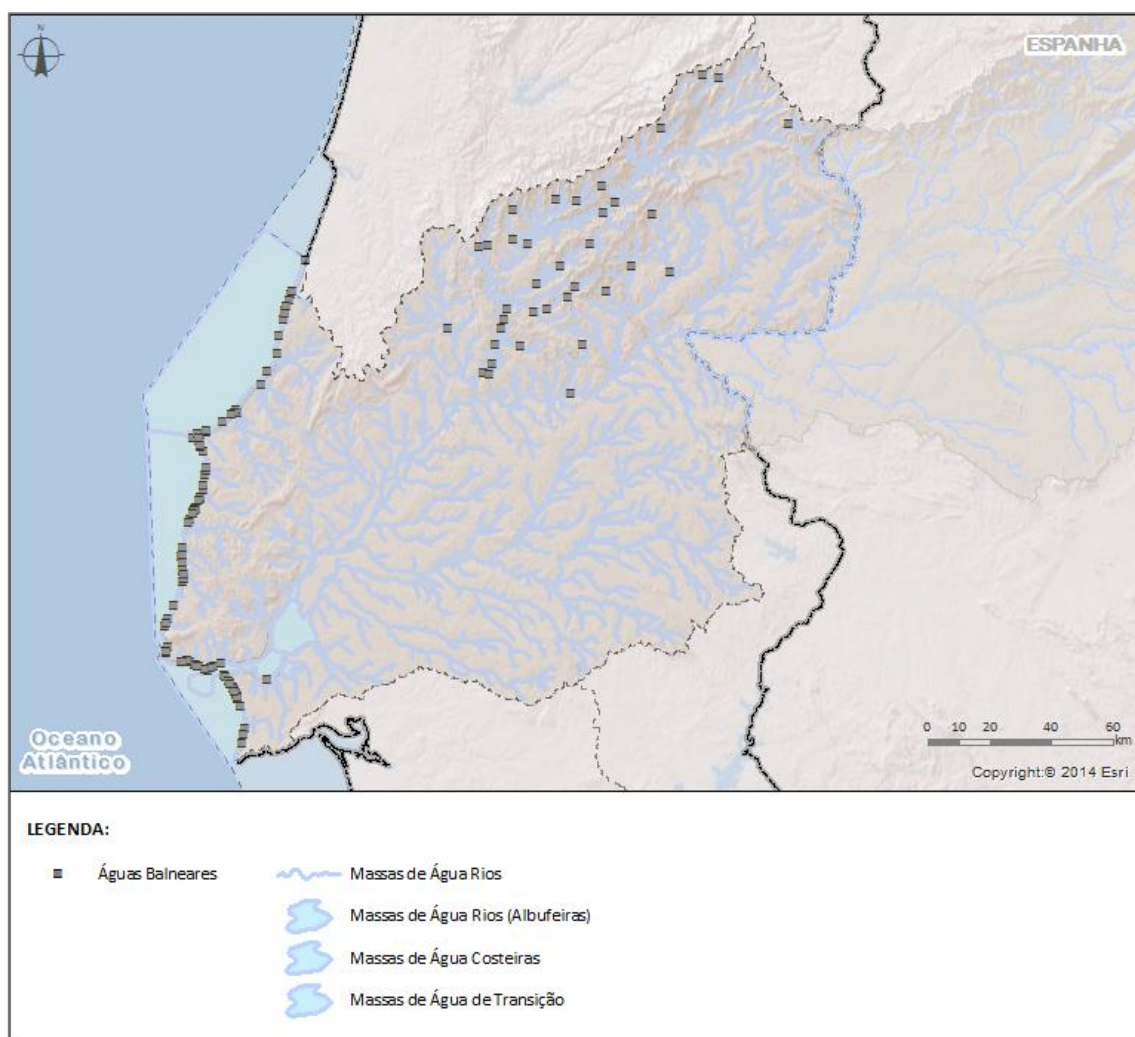 N
ESPANHA
Oceano
Atlântico
0 10 20 40 60
km
Copyright:© 2014 Esri
LEGENDA:
Águas Balneares
Massas de Água Rios
Massas de Água Rios (Albufeiras)
Massas de Água Costeiras
Massas de Água de Transição